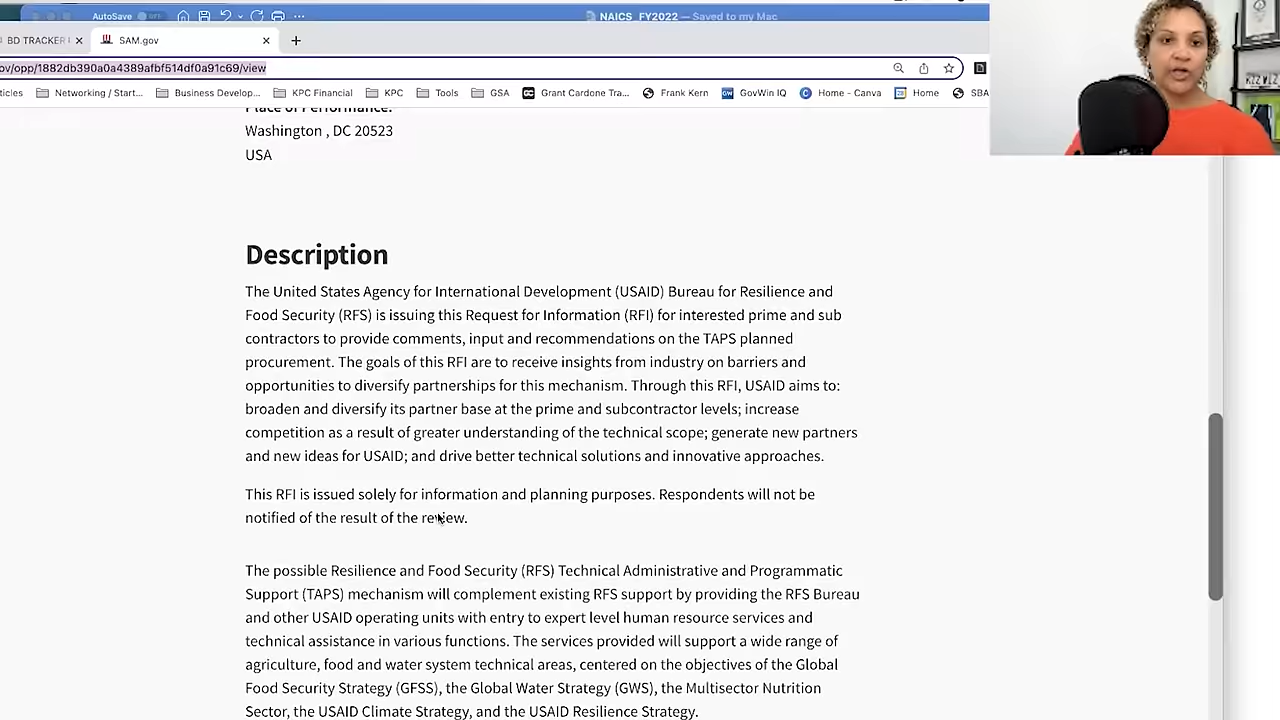 AutoSave OFF
NAICS_FY2022 — Saved to my Mac
BD TRACKER
SAM.gov
ov/opp/1882db390a0a4389afbf514df0a91c69/view
ticles Networking / Start... Business Develop... KPC Financial KPC Tools GSA Grant Cardone Tra... Frank Kern GovWin IQ Home - Canva Home SBA
Place of Performance:
Washington , DC 20523
USA
Description
The United States Agency for International Development (USAID) Bureau for Resilience and
Food Security (RFS) is issuing this Request for Information (RFI) for interested prime and sub
contractors to provide comments, input and recommendations on the TAPS planned
procurement. The goals of this RFI are to receive insights from industry on barriers and
opportunities to diversify partnerships for this mechanism. Through this RFI, USAID aims to:
broaden and diversify its partner base at the prime and subcontractor levels; increase
competition as a result of greater understanding of the technical scope; generate new partners
and new ideas for USAID; and drive better technical solutions and innovative approaches.
This RFI is issued solely for information and planning purposes. Respondents will not be
notified of the result of the review.
The possible Resilience and Food Security (RFS) Technical Administrative and Programmatic
Support (TAPS) mechanism will complement existing RFS support by providing the RFS Bureau
and other USAID operating units with entry to expert level human resource services and
technical assistance in various functions. The services provided will support a wide range of
agriculture, food and water system technical areas, centered on the objectives of the Global
Food Security Strategy (GFSS), the Global Water Strategy (GWS), the Multisector Nutrition
Sector, the USAID Climate Strategy, and the USAID Resilience Strategy.